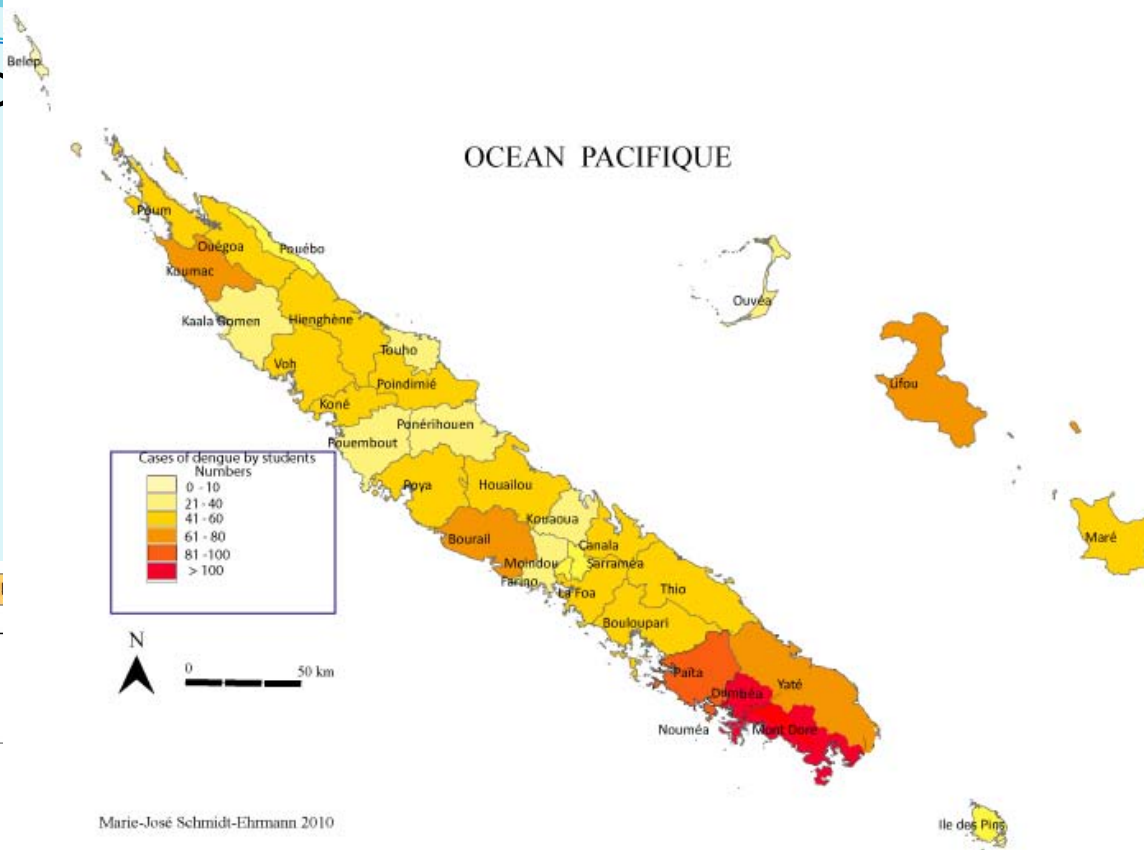 Belep
OCEAN PACIFIQUE
Poum
Ouégoa
Pouébo
Koumac
Ouvéa
Kaala Gomen
Hienghène
Touho
Voh
Poindimié
Lifou
Koné
Ponérihouen
Pouembout
Cases of dengue by students
Numbers
0 - 10
21 - 40
41 - 60
61 - 80
81 -100
> 100
Poya
Houaïlou
Kouaoua
Bourail
Canala
Maré
Moindou
Sarraméa
Farino
La Foa
Thio
Bouloupari
N
0
50 km
Païta
Dumbéa
Yaté
Nouméa
Mont Doré
Marie-José Schmidt-Ehrmann 2010
Ile des Pins